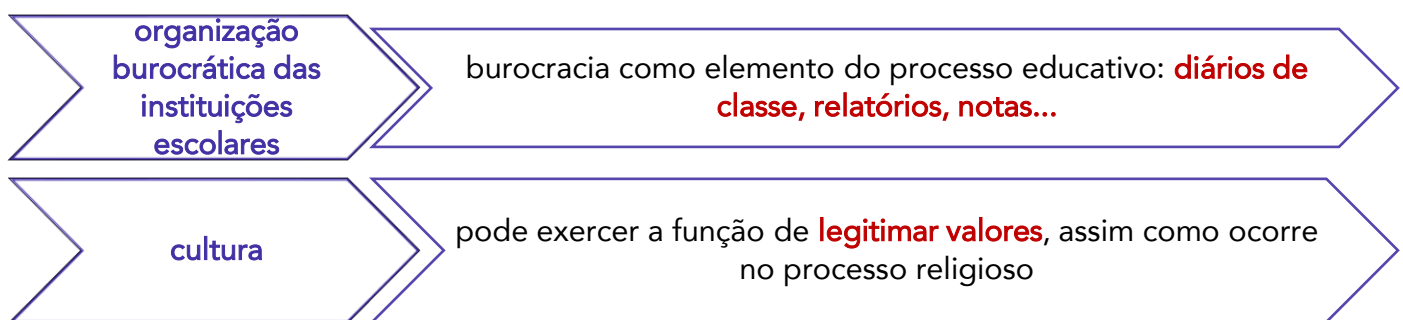 organização
burocrática das
instituições
escolares
burocracia como elemento do processo educativo: diários de
classe, relatórios, notas...
cultura
pode exercer a função de legitimar valores, assim como ocorre
no processo religioso